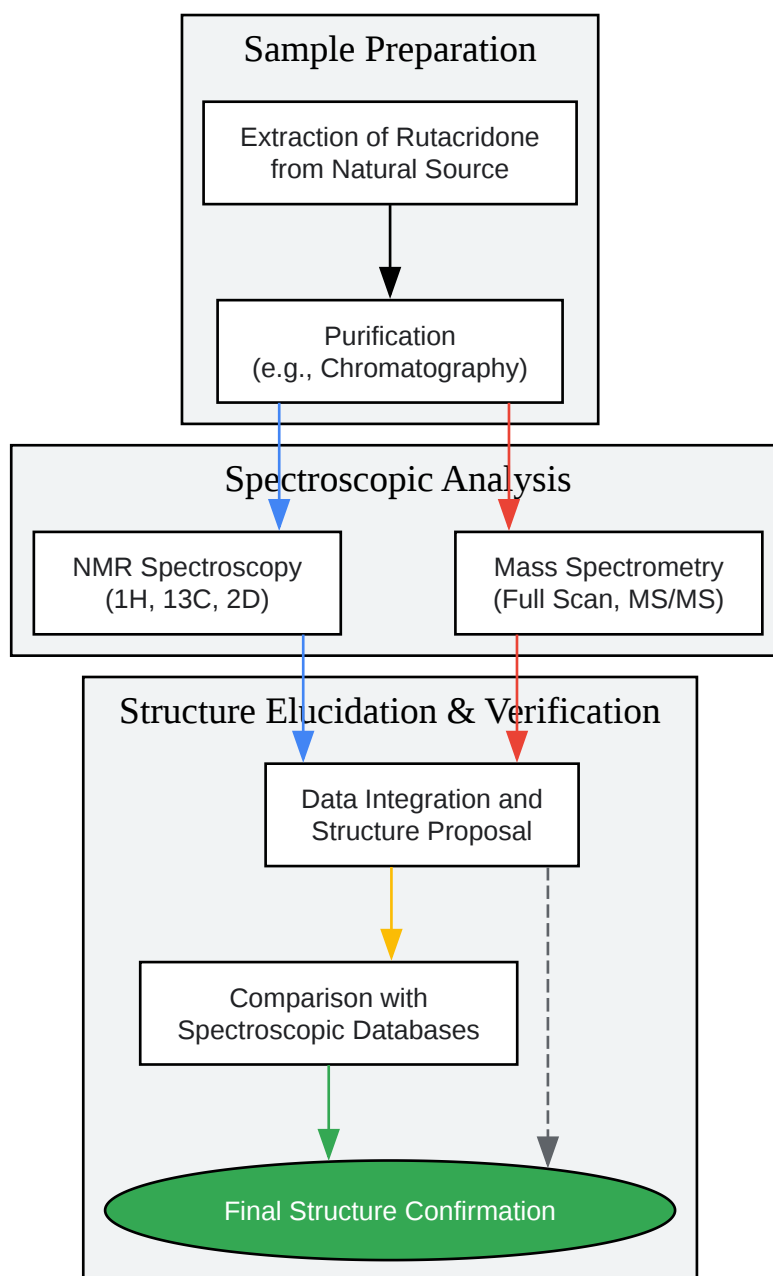 Sample Preparation
Extraction of Rutacridone
from Natural Source
Purification
(e.g., Chromatography)
Spectroscopic Analysis
NMR Spectroscopy
(1H, 13C, 2D)
Mass Spectrometry
(Full Scan, MS/MS)
Structure Elucidation & Verification
Data Integration and
Structure Proposal
Comparison with
Spectroscopic Databases
Final Structure Confirmation